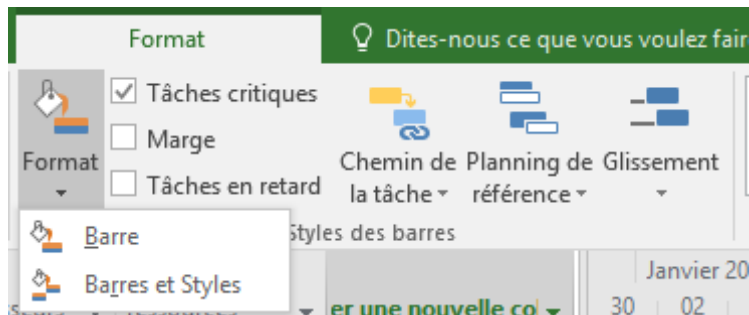 Format Dites-nous ce que vous voulez fair
Tâches critiques
Marge
Tâches en retard
Format
Chemin de la tâche
Planning de référence
Glissement
Styles des barres
Barre
Barres et Styles
er une nouvelle col
Janvier 20
30 02